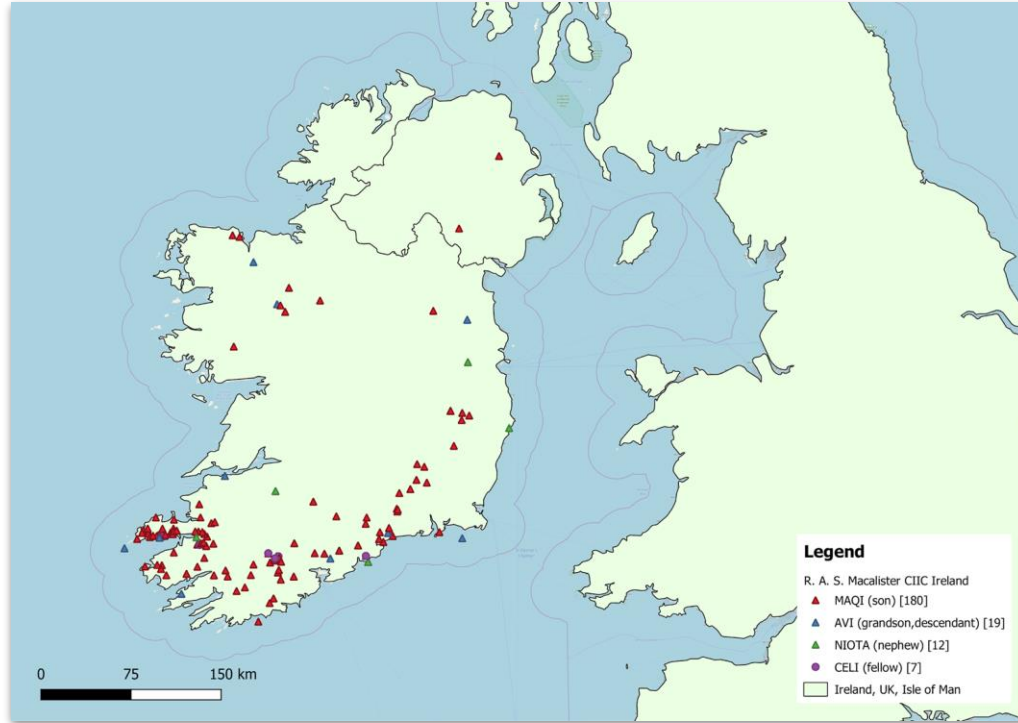 Legend
R. A. S. Macalister CIIC Ireland
MAQI (son) [180]
AVI (grandson,descendant) [19]
NIOTA (nephew) [12]
CELI (fellow) [7]
Ireland, UK, Isle of Man
0 75 150 km